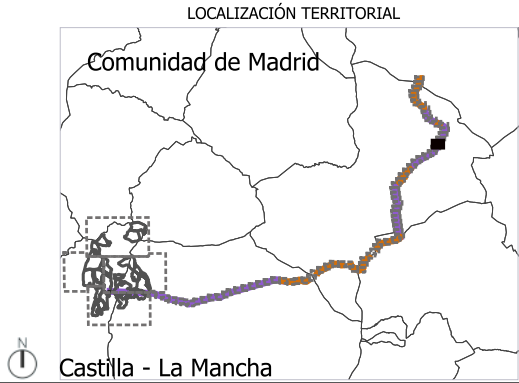 LOCALIZACIÓN TERRITORIAL
Comunidad de Madrid
N
Castilla - La Mancha